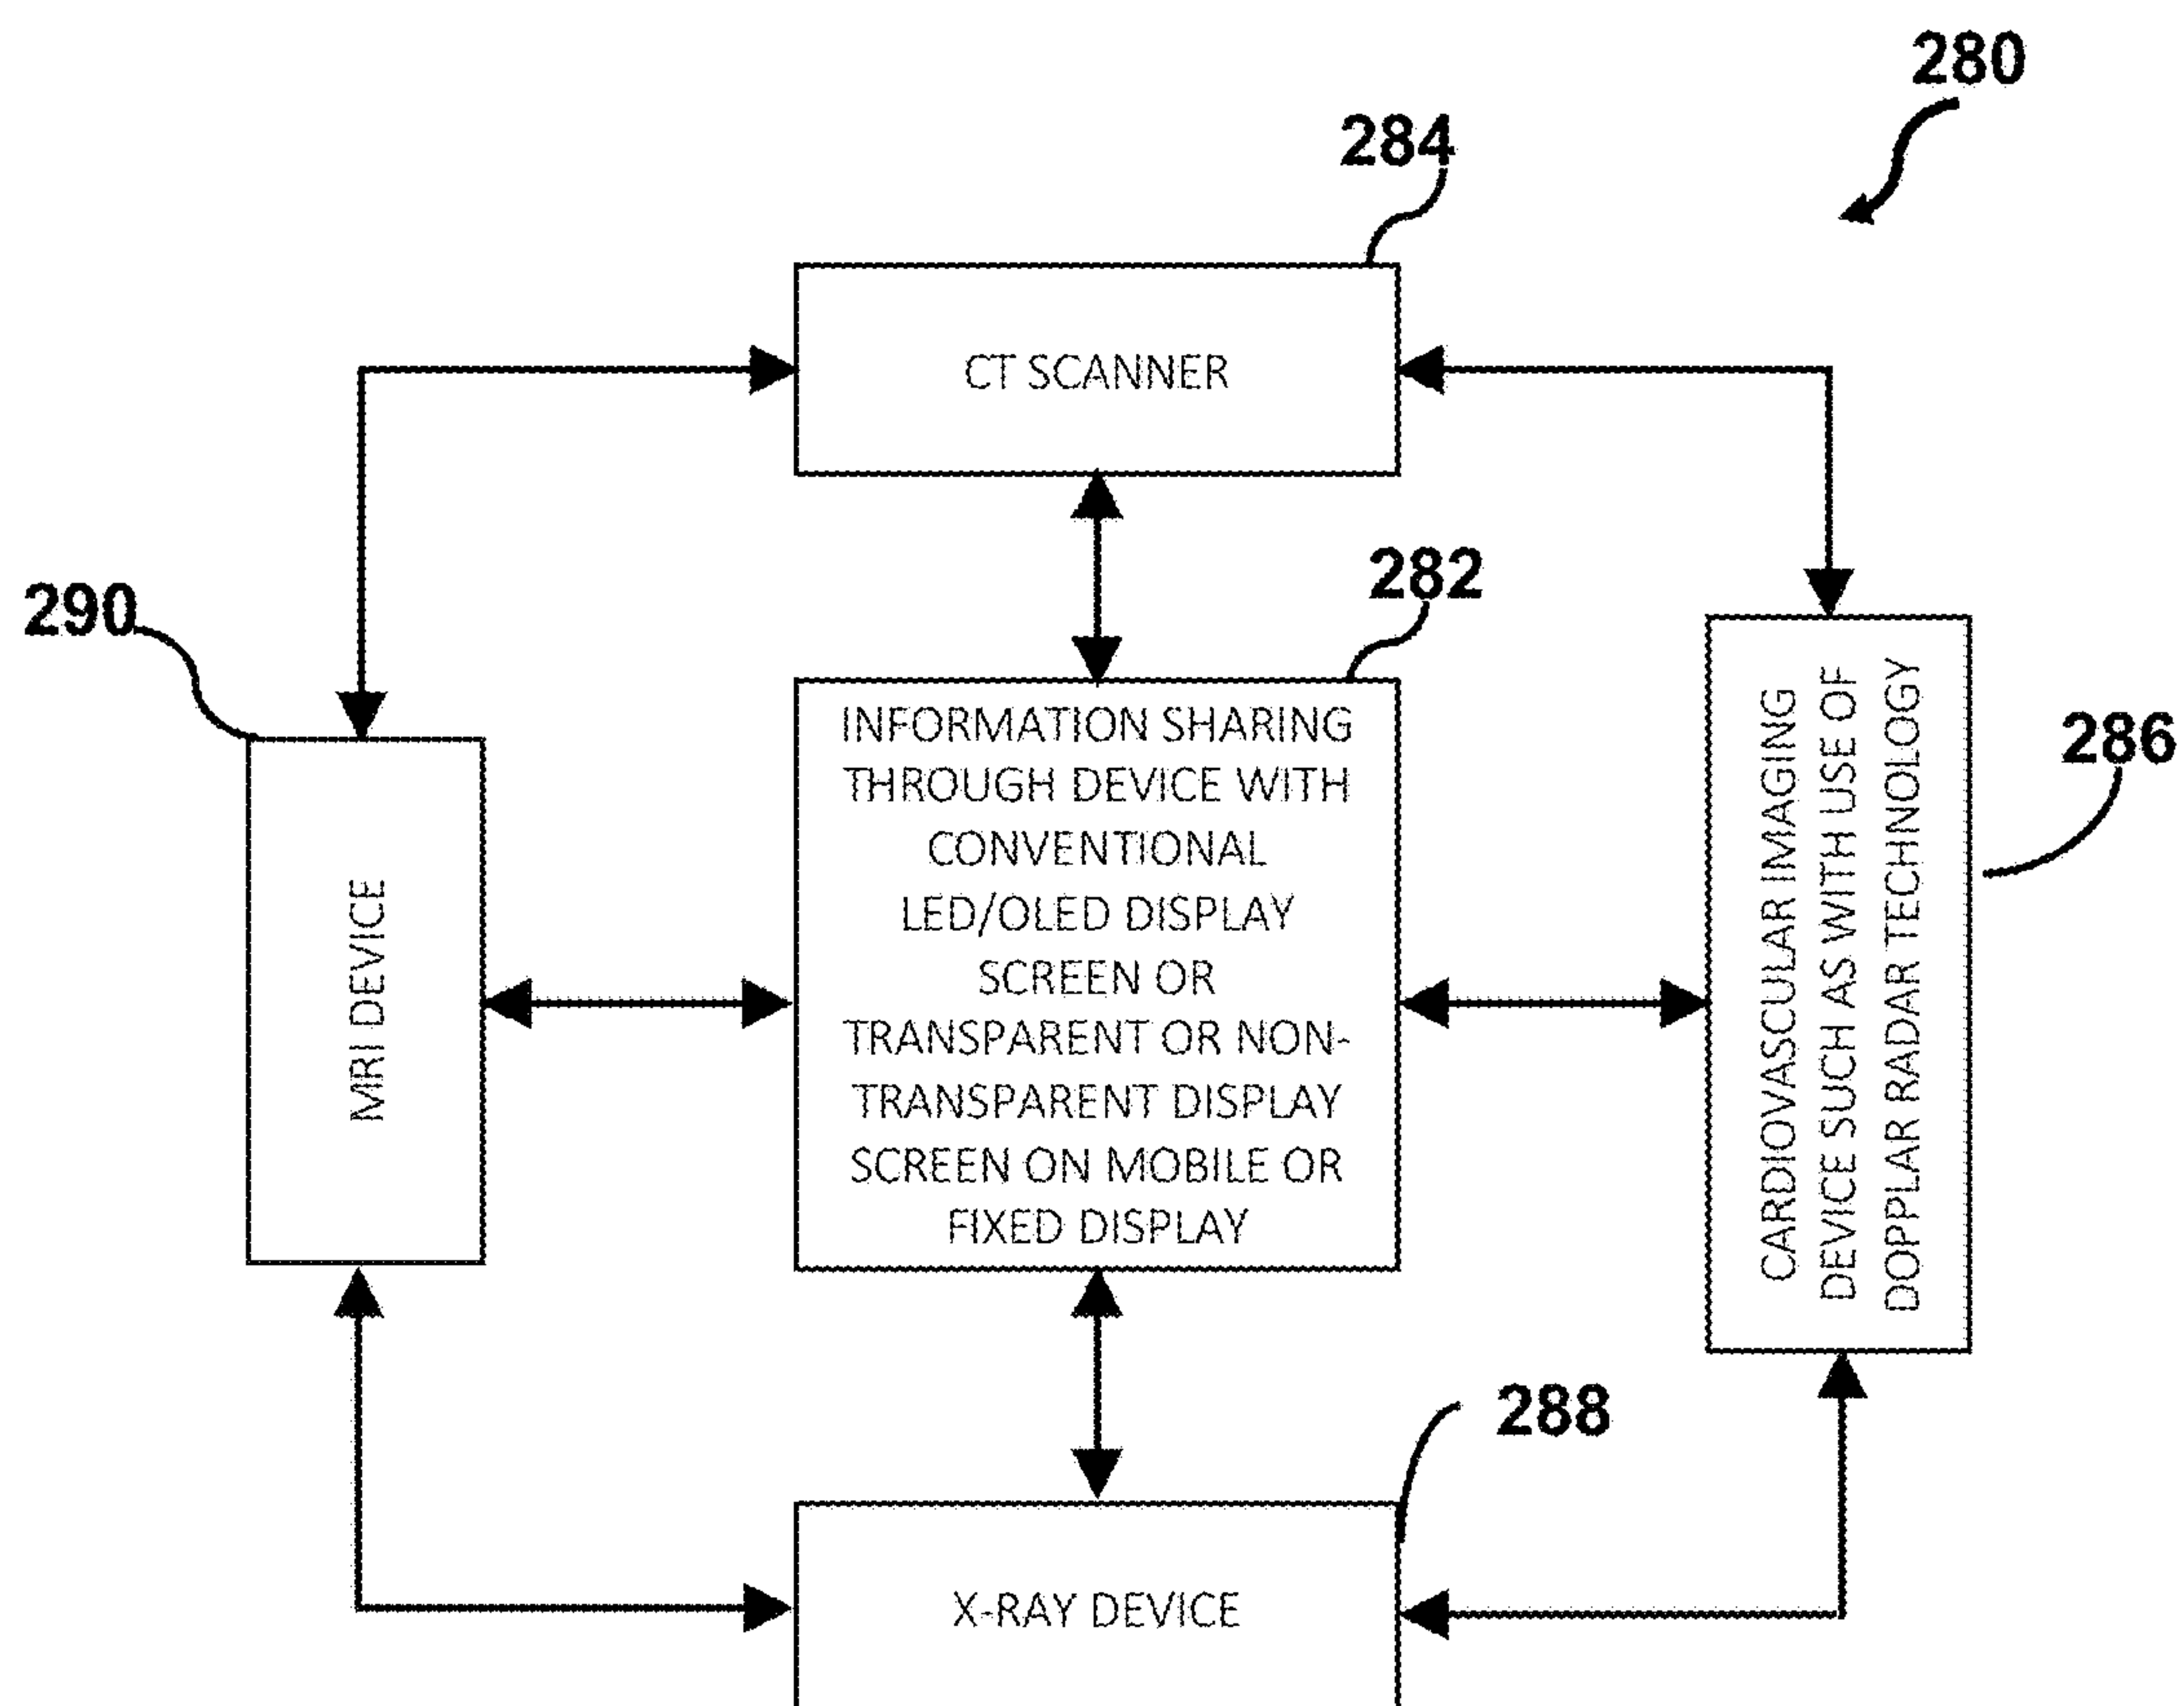 280
284
CT SCANNER
282
290
INFORMATION SHARING
THROUGH DEVICE WITH
CONVENTIONAL
LED/OLED DISPLAY
SCREEN OR
TRANSPARENT OR NON-
TRANSPARENT DISPLAY
SCREEN ON MOBILE OR
FIXED DISPLAY
MRI DEVICE
CARDIOVASCULAR IMAGING
DEVICE SUCH AS WITH USE OF
DOPPLAR RADAR TECHNOLOGY
286
288
X-RAY DEVICE